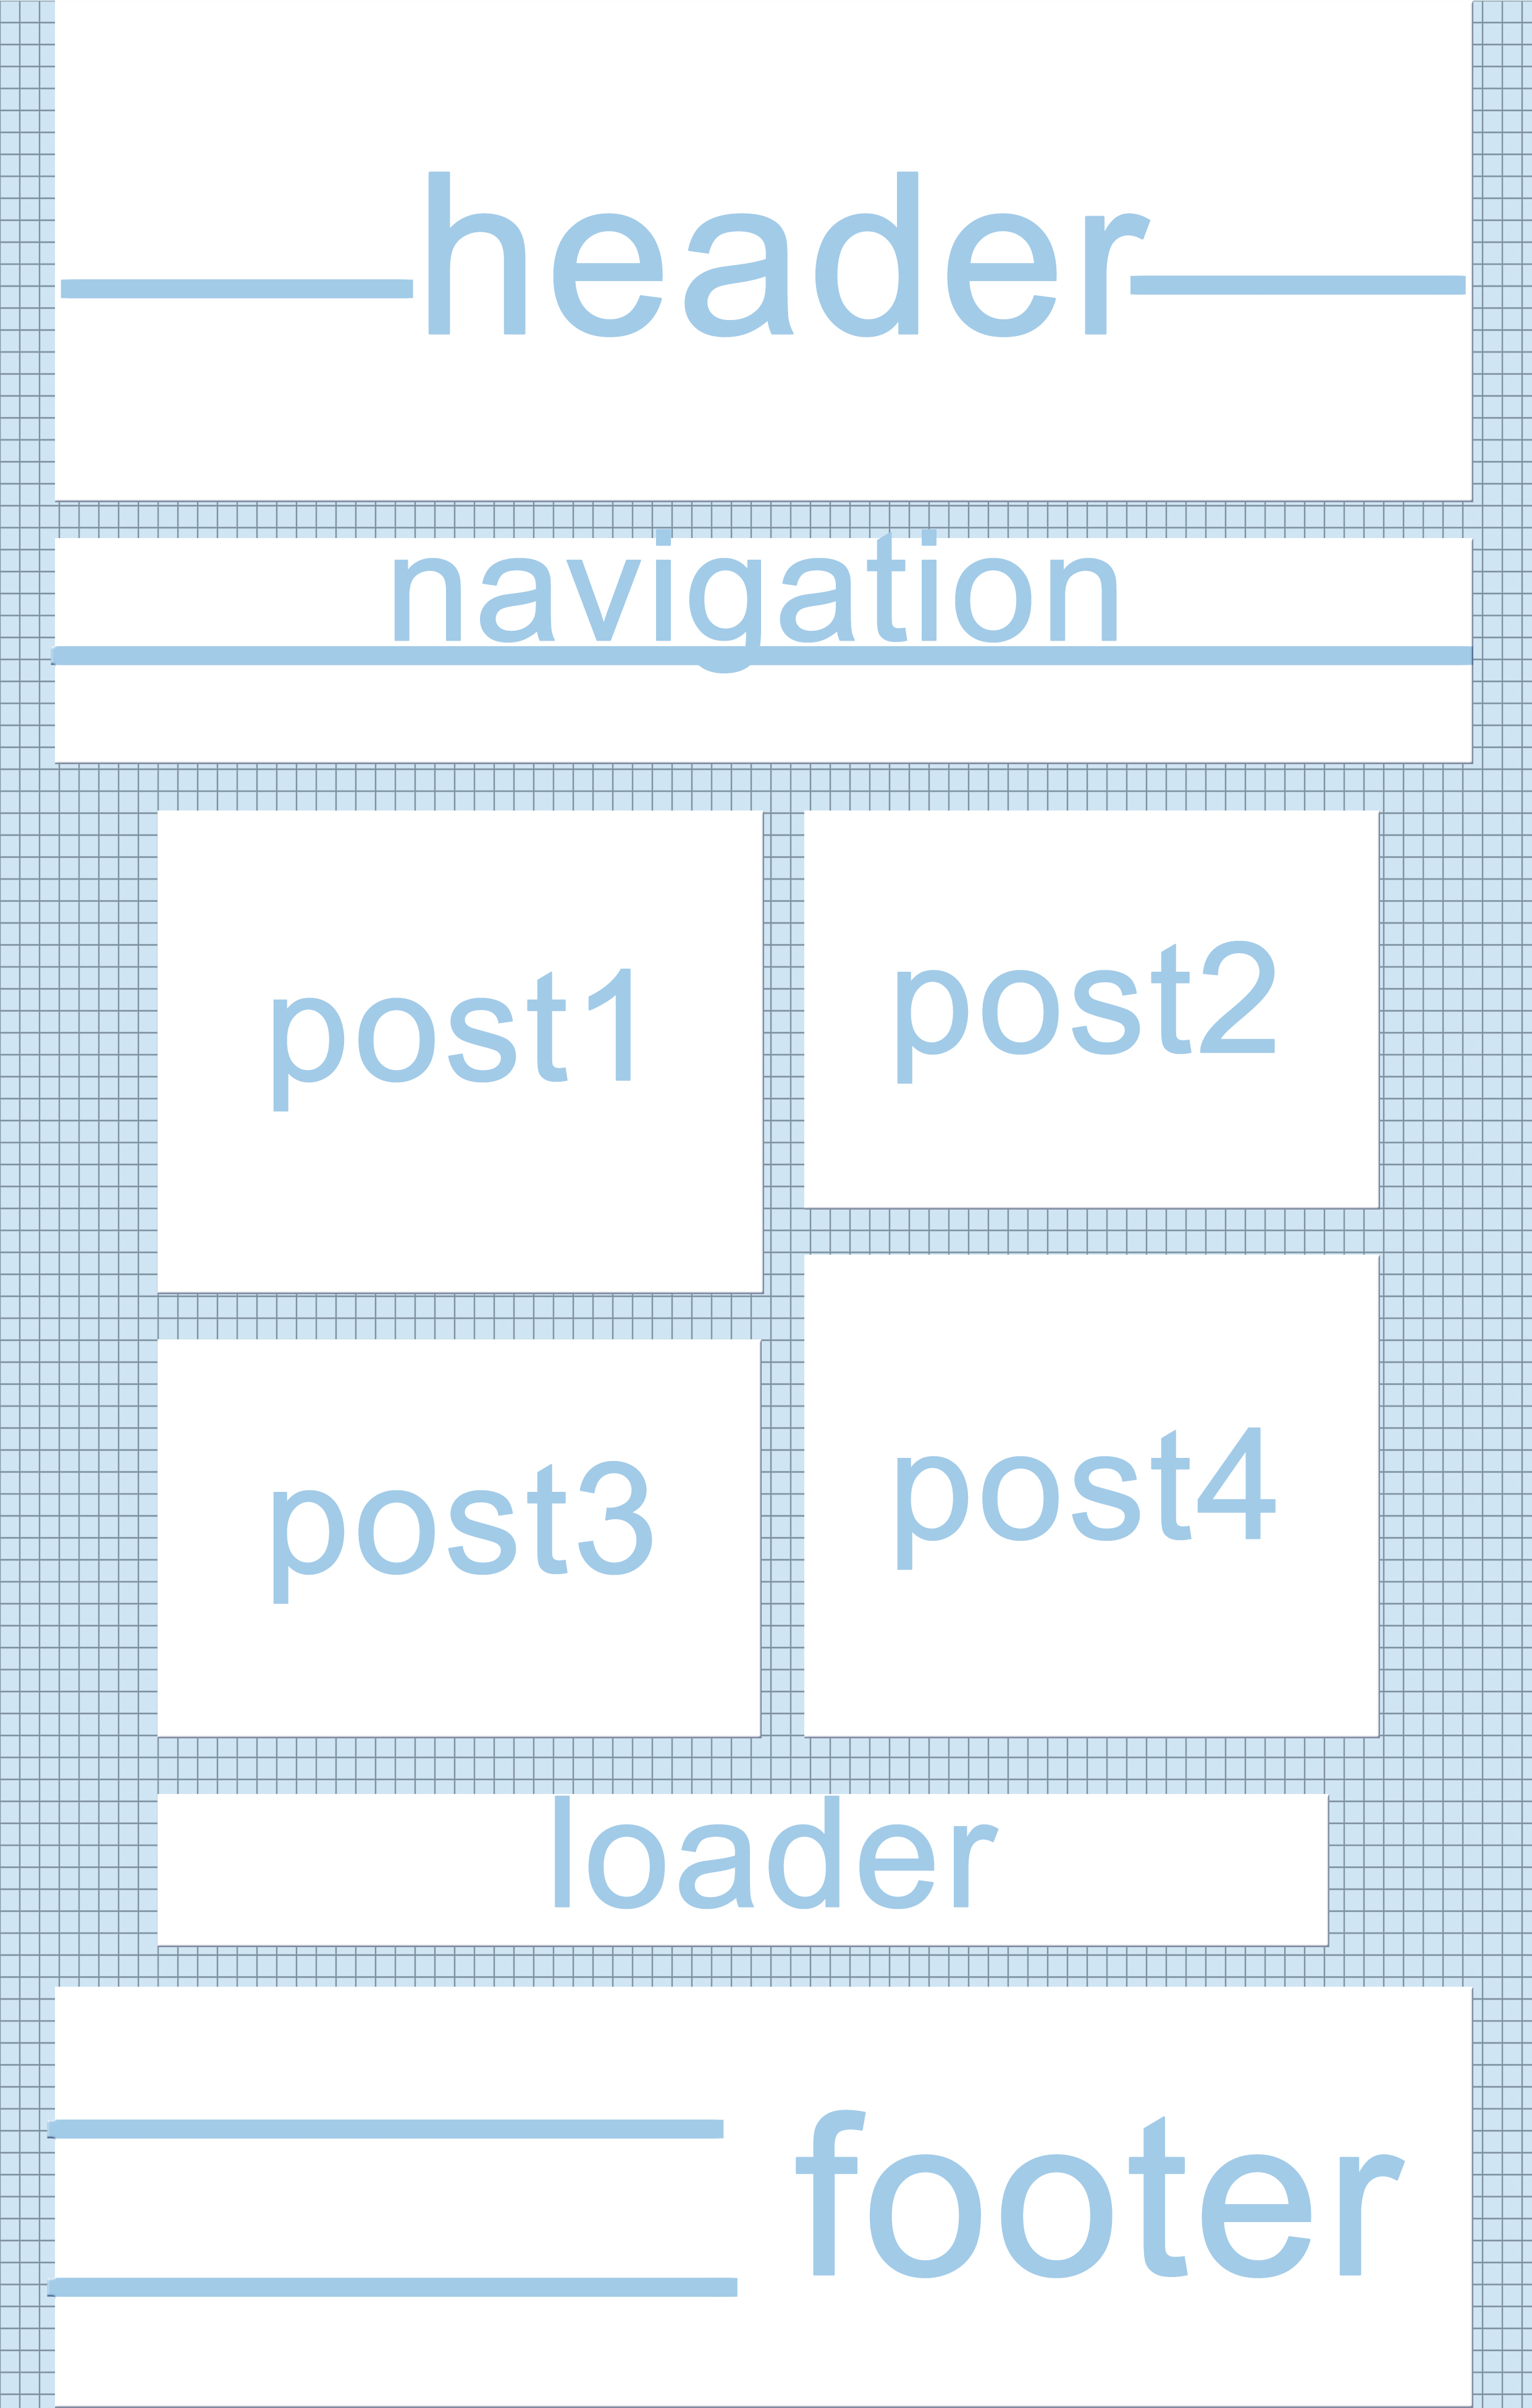 header
navigation
post1
post2
post3
post4
loader
footer